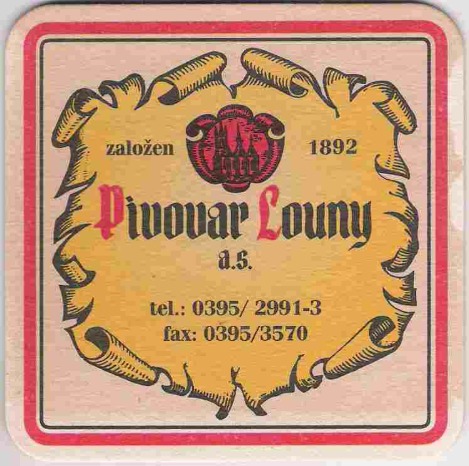 založen 1892
Pivovar Louny
a.s.
tel.: 0395/ 2991-3
fax: 0395/3570